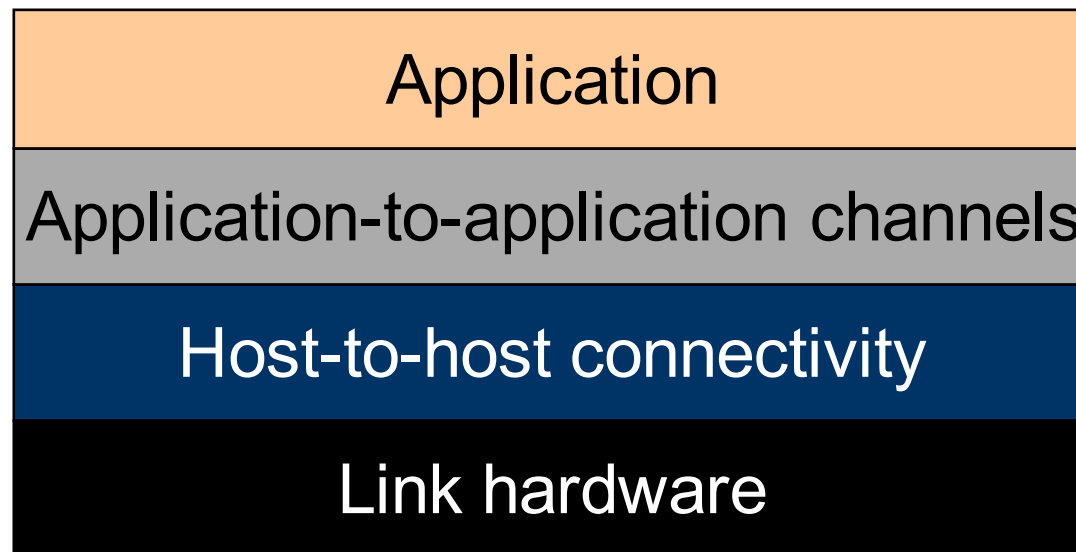 Application
Application-to-application channels
Host-to-host connectivity
Link hardware